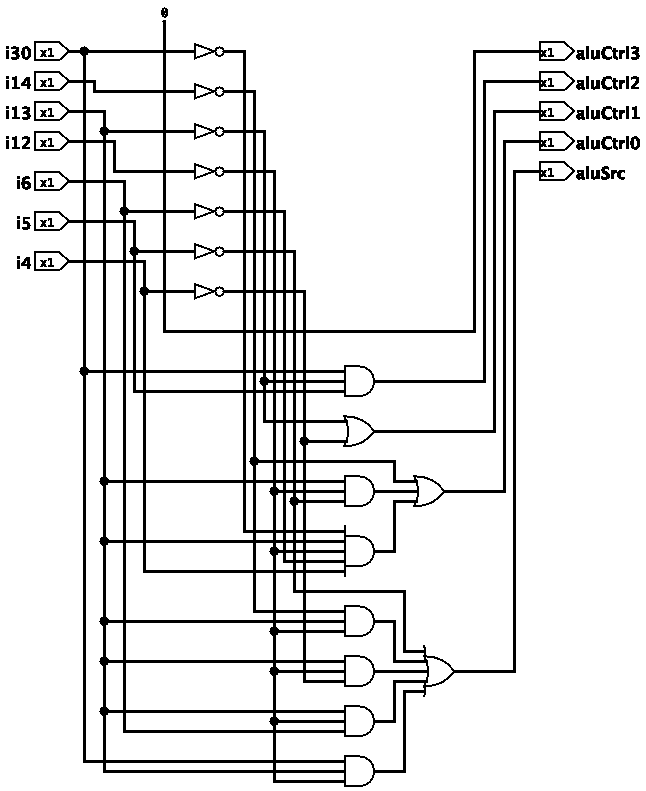 0
i30 x1
x1 aluCtrl3
i14 x1
x1 aluCtrl2
i13 x1
x1 aluCtrl1
i12 x1
x1 aluCtrl0
i6 x1
x1 aluSrc
i5 x1
i4 x1